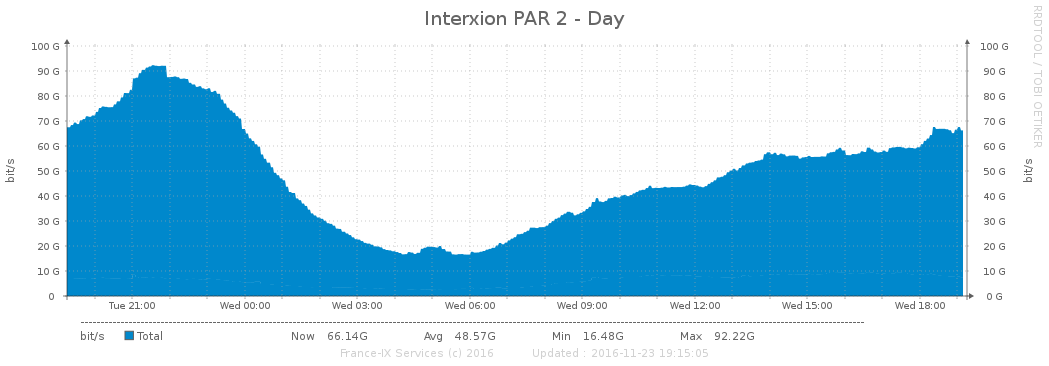 Interxion PAR 2 - Day
RRDTOOL / TOBI OETIKER
100 G 100 G
90 G 90 G
80 G 80 G
70 G 70 G
60 G 60 G
50 G 50 G
40 G 40 G
30 G 30 G
20 G 20 G
10 G 10 G
0 0 G
bit/s
bit/s
Tue 21:00 Wed 00:00 Wed 03:00 Wed 06:00 Wed 09:00 Wed 12:00 Wed 15:00 Wed 18:00
bit/s Total Now 66.14G Avg 48.57G Min 16.48G Max 92.22G
France-IX Services (c) 2016 Updated : 2016-11-23 19:15:05